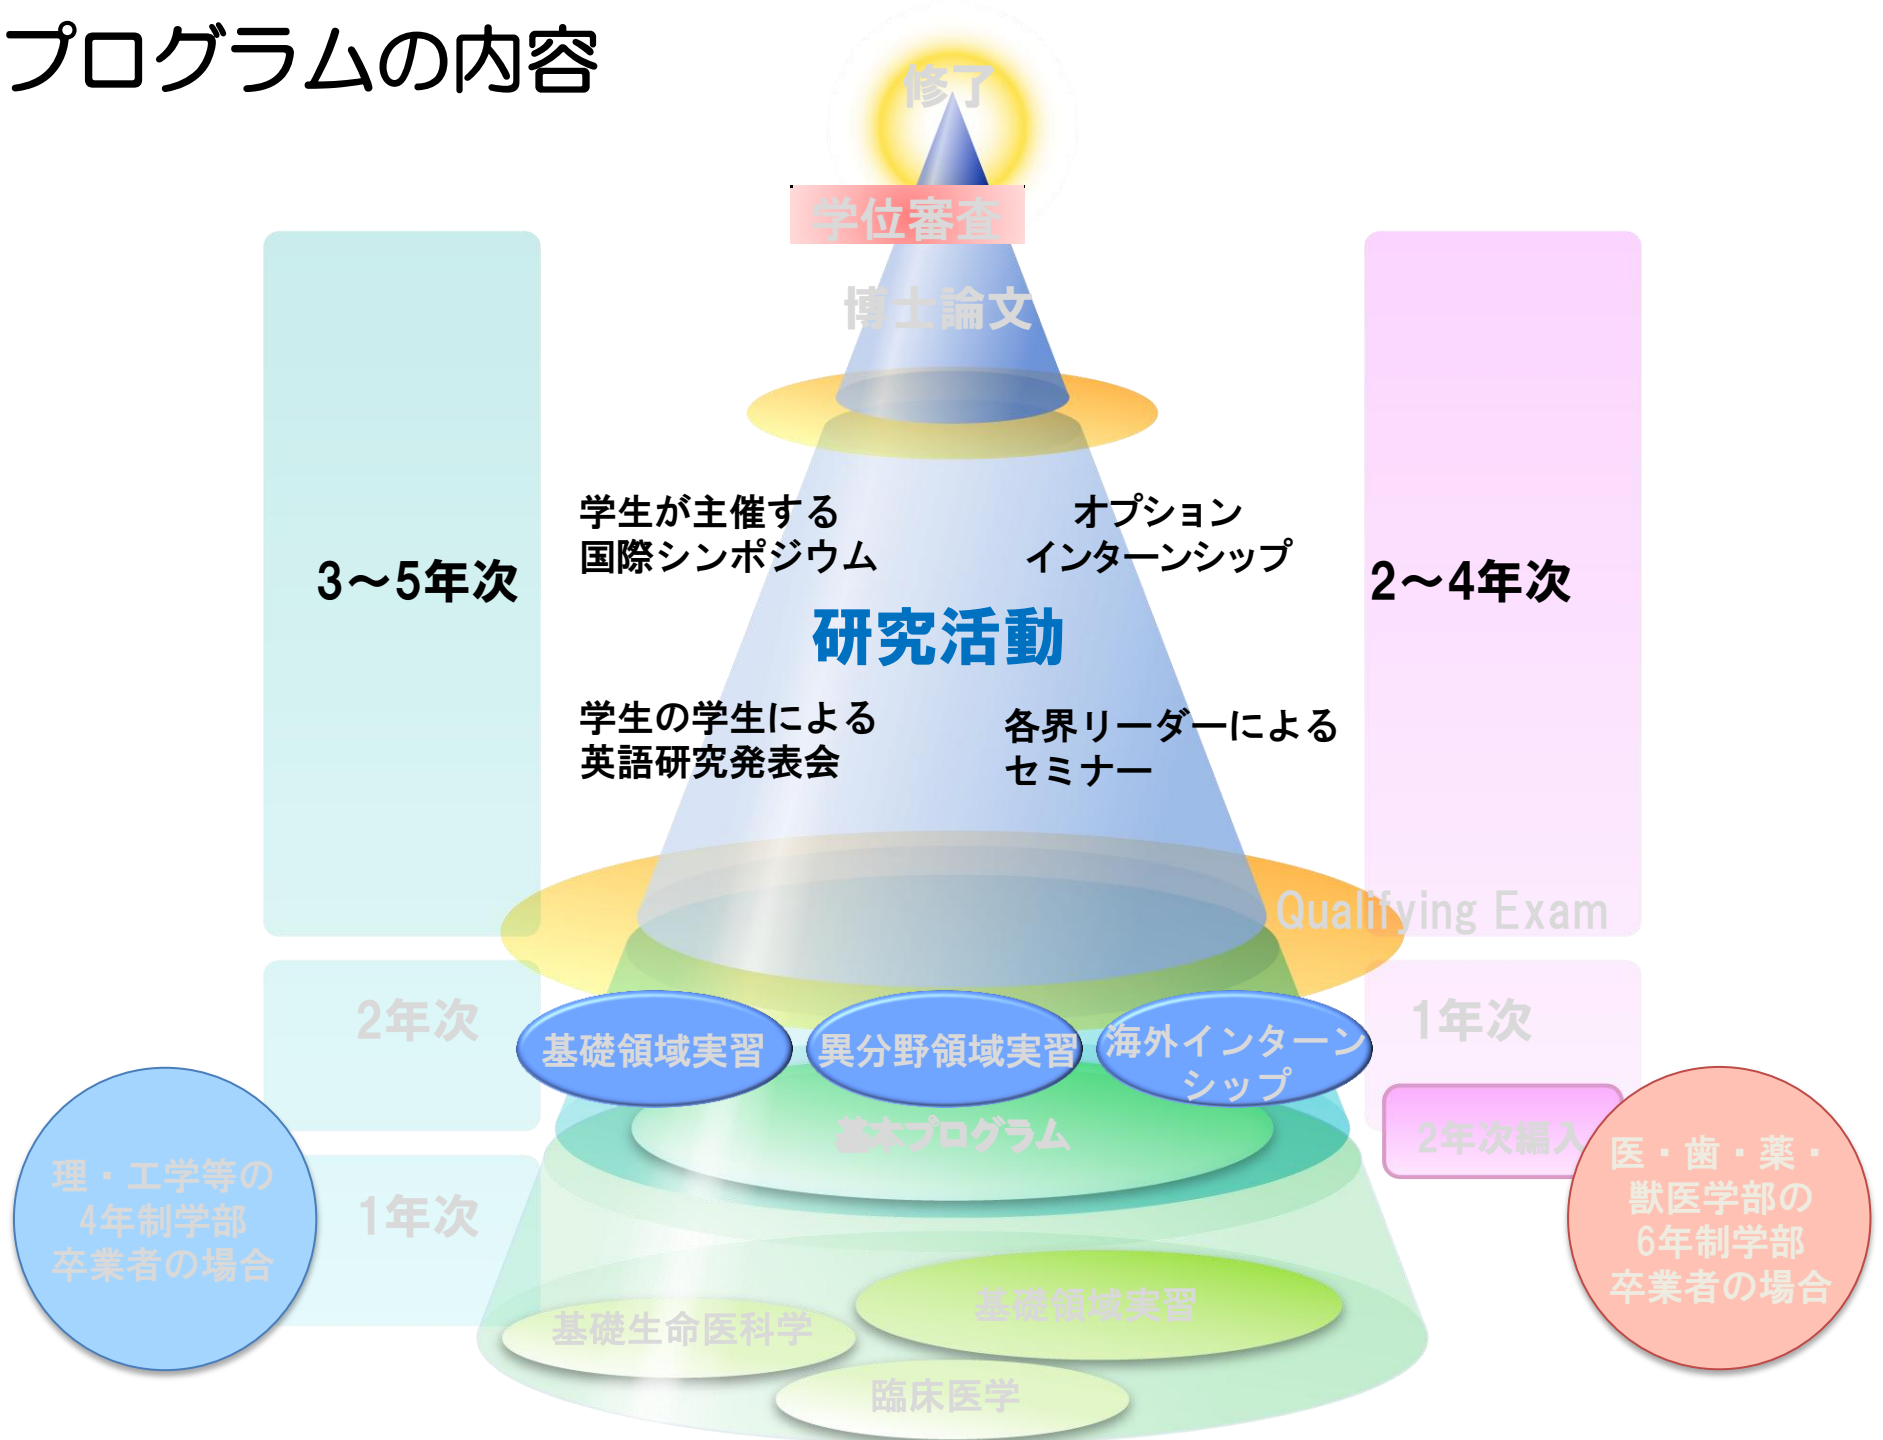 プログラムの内容
修了
学位審査
博士論文
学生が主催する
国際シンポジウム
オプション
インターンシップ
3～5年次
2～4年次
研究活動
学生の学生による
英語研究発表会
各界リーダーによる
セミナー
Qualifying Exam
2年次
1年次
基礎領域実習
異分野領域実習
海外インターン
シップ
基本プログラム
2年次編入
理・工学等の
4年制学部
卒業者の場合
1年次
医・歯・薬・
獣医学部の
6年制学部
卒業者の場合
基礎領域実習
基礎生命医科学
臨床医学